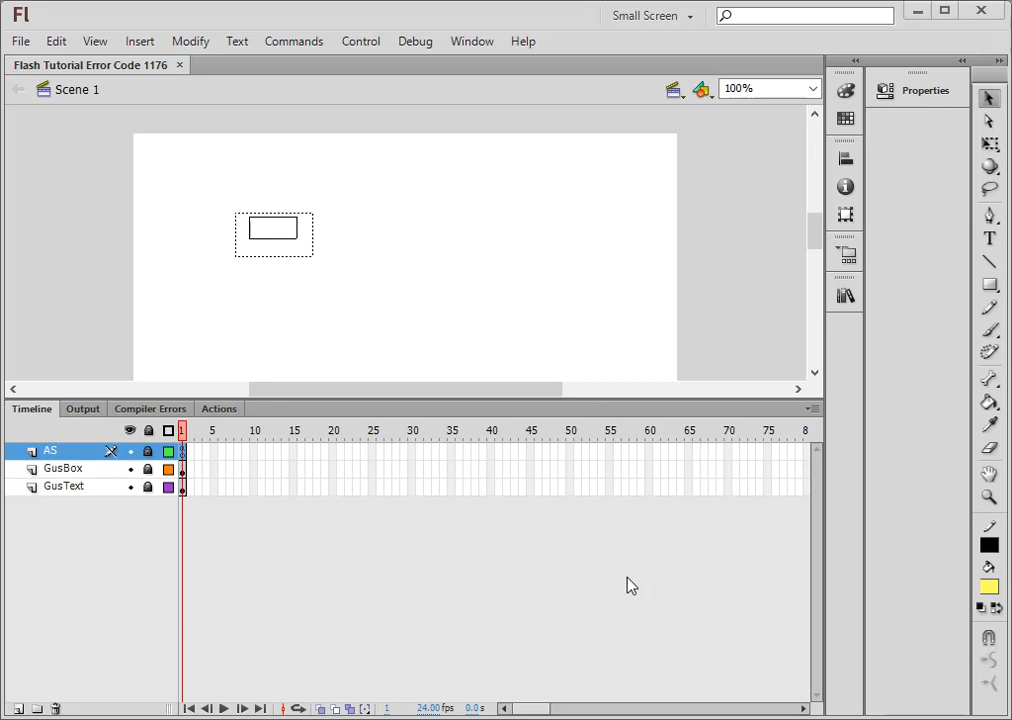 Fl
Small Screen
File Edit View Insert Modify Text Commands Control Debug Window Help
Flash Tutorial Error Code 1176 ×
Scene 1
100%
Properties
Timeline Output Compiler Errors Actions
1 5 10 15 20 25 30 35 40 45 50 55 60 65 70 75 8
AS
GusBox
GusText
1 24.00 fps 0.0 s